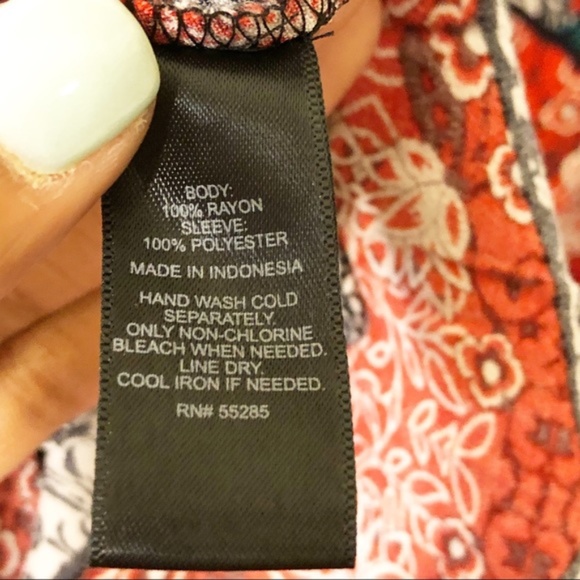 BODY:
100% RAYON
SLEEVE:
100% POLYESTER
MADE IN INDONESIA
HAND WASH COLD
SEPARATELY.
ONLY NON-CHLORINE
BLEACH WHEN NEEDED.
LINE DRY.
COOL IRON IF NEEDED.
RN# 55285